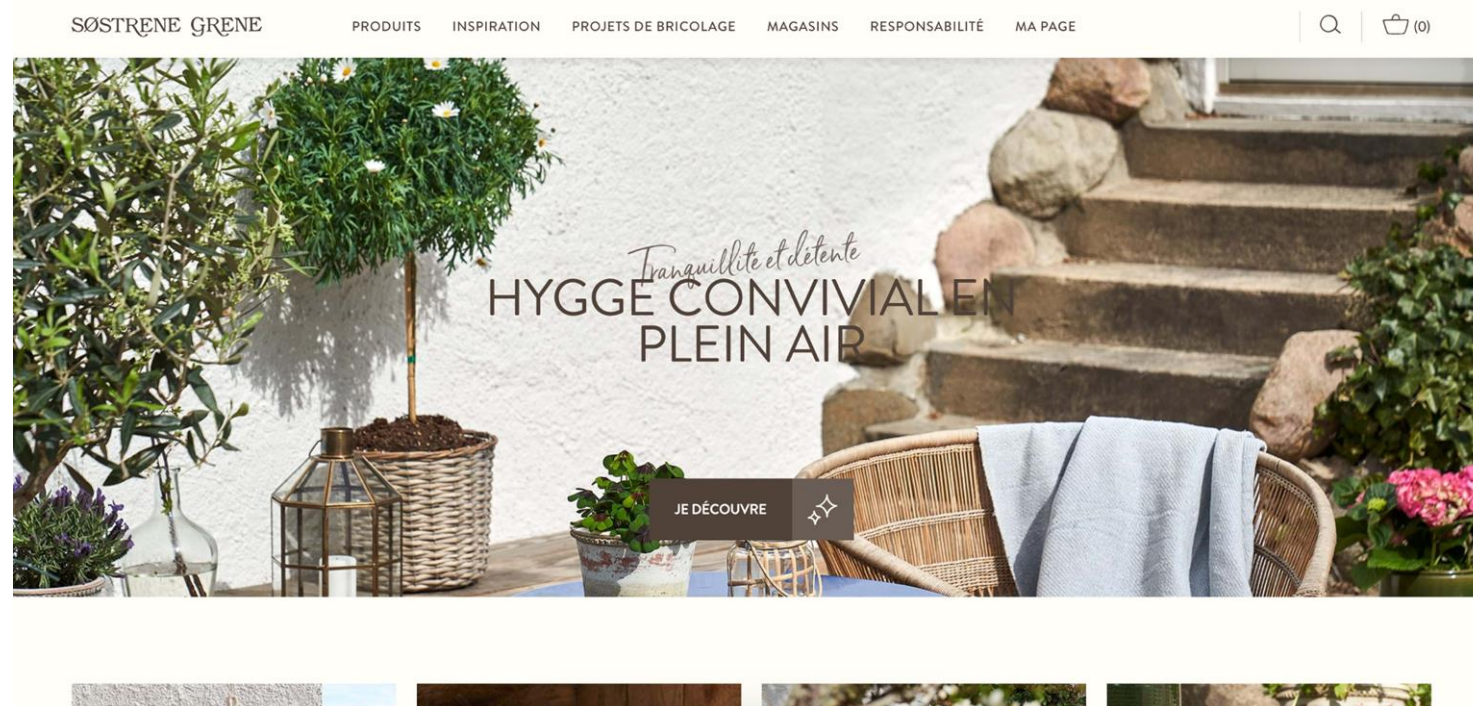 SØSTRENE GRENE
PRODUITS
INSPIRATION
PROJETS DE BRICOLAGE
MAGASINS
RESPONSABILITÉ
MA PAGE
(0)
Tranquillité et détente
HYGGE CONVIVIAL EN
PLEIN AIR
JE DÉCOUVRE